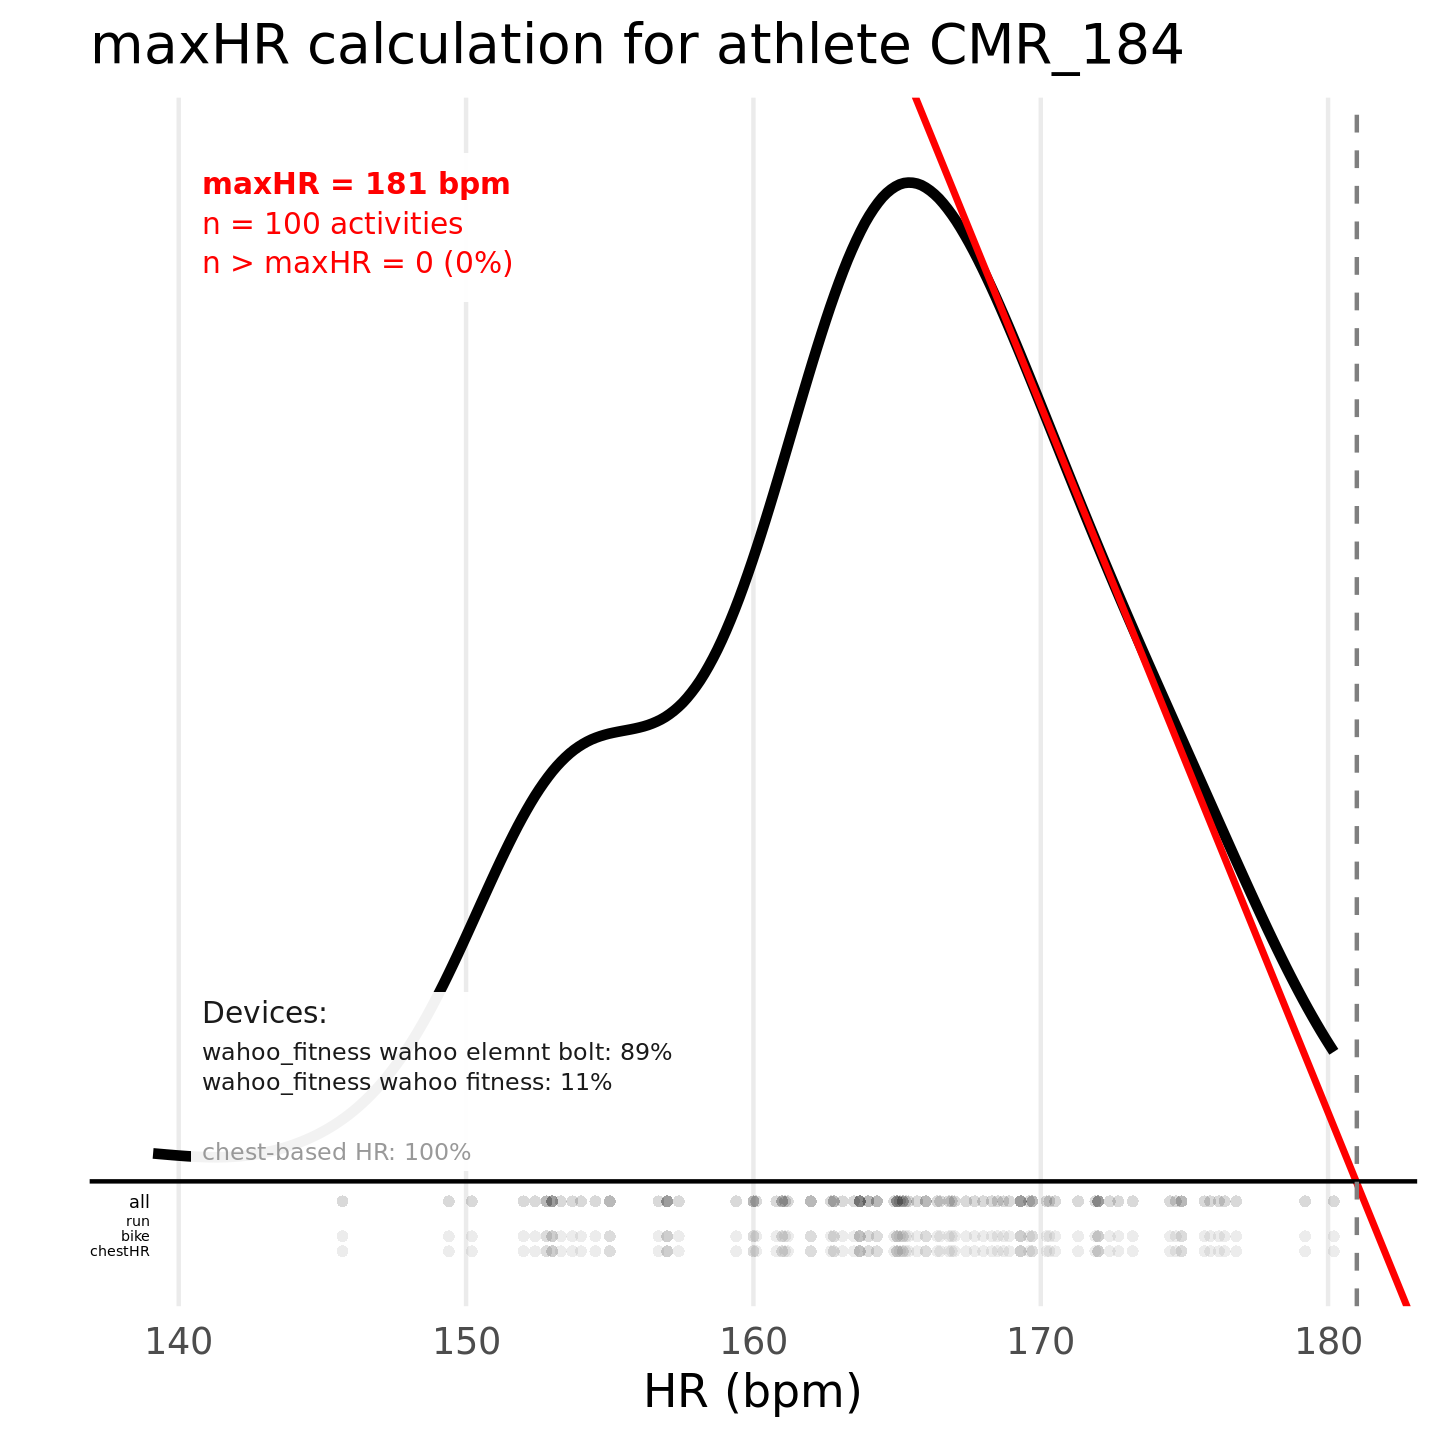 maxHR calculation for athlete CMR_184
maxHR = 181 bpm
n = 100 activities
n > maxHR = 0 (0%)
Devices:
wahoo_fitness wahoo elemnt bolt: 89%
wahoo_fitness wahoo fitness: 11%
chest-based HR: 100%
all
run
bike
chestHR
140 150 160 170 180
HR (bpm)